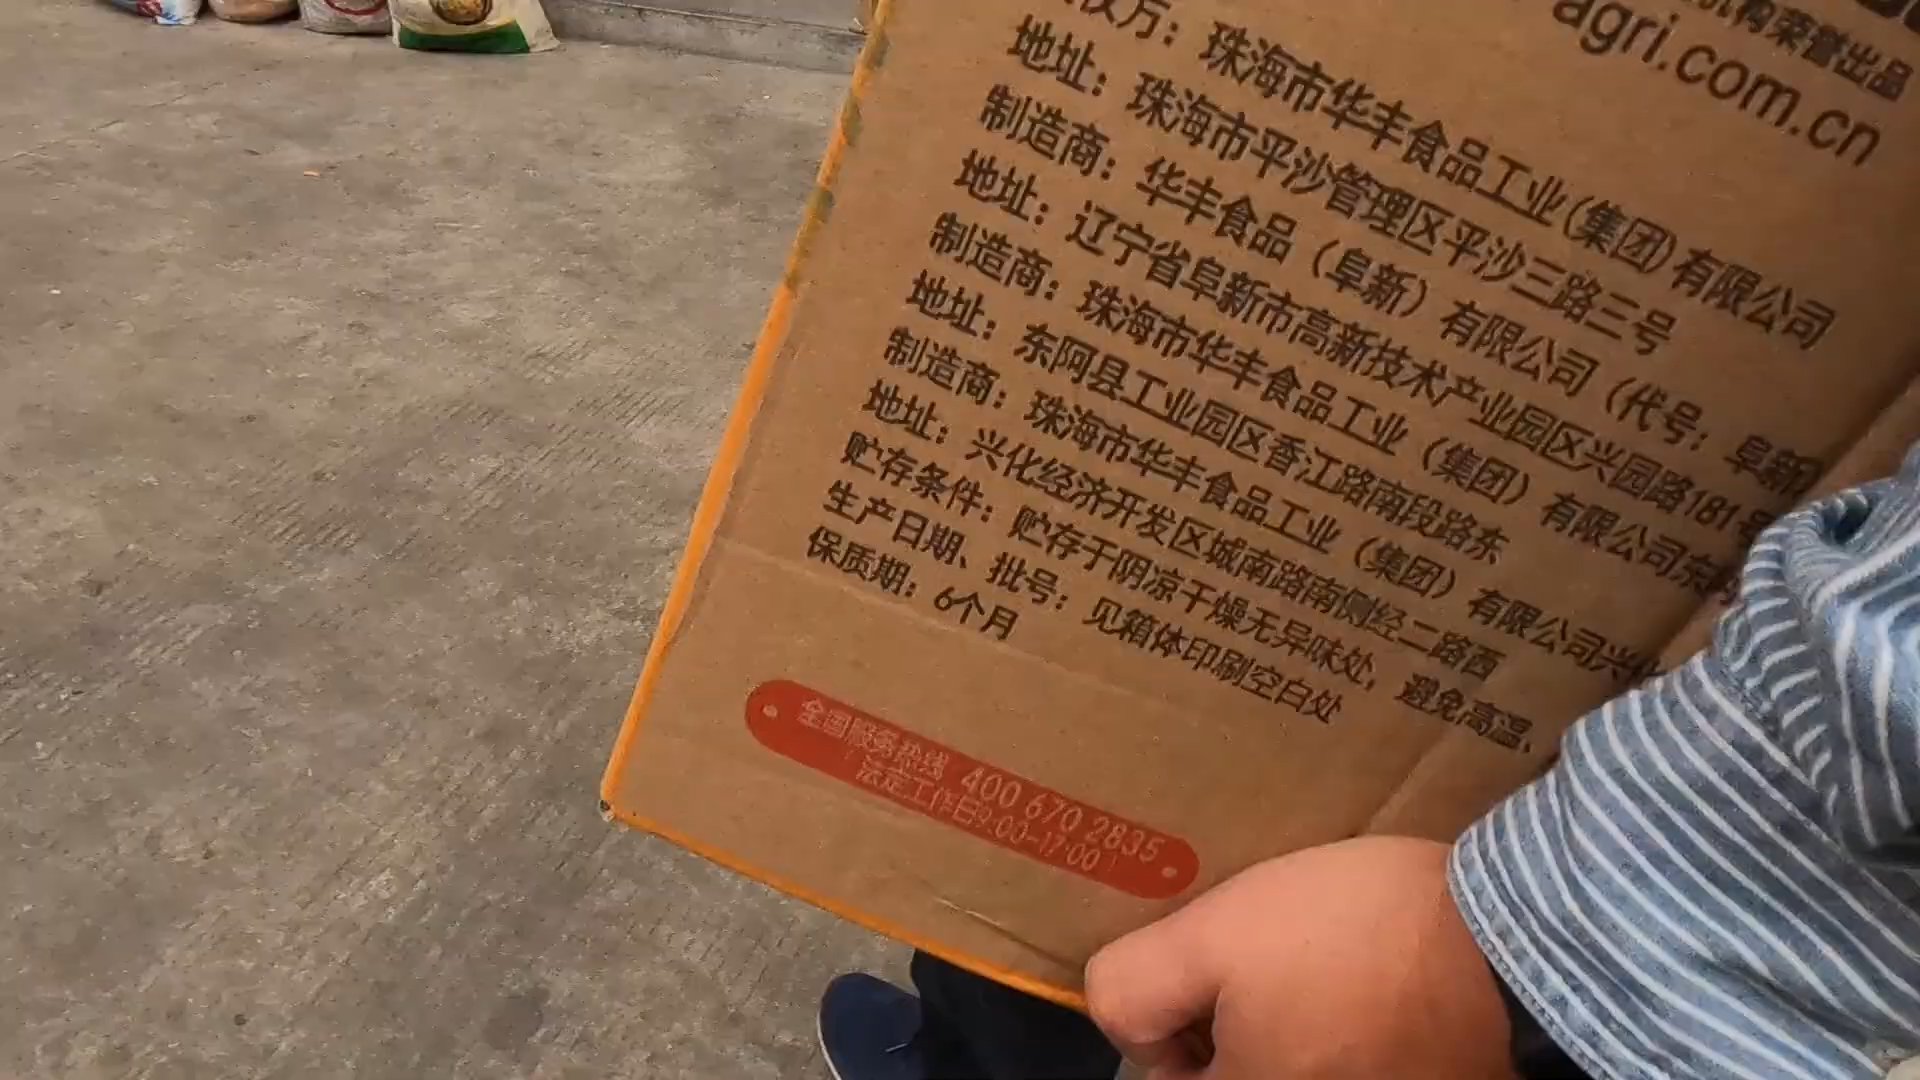 机构荣誉出品
agri.com.cn
权方：珠海市华丰食品工业(集团)有限公司
地址：珠海市平沙管理区平沙三路三号
制造商：华丰食品（阜新）有限公司（代号：阜新
地址：辽宁省阜新市高新技术产业园区兴园路181号
制造商：珠海市华丰食品工业（集团）有限公司东
地址：东阿县工业园区香江路南段路东
制造商：珠海市华丰食品工业（集团）有限公司兴化
地址：兴化经济开发区城南路南侧经二路西
贮存条件：贮存于阴凉干燥无异味处，避免高温、
生产日期、批号：见箱体印刷空白处
保质期：6个月
全国服务热线 400 670 2835
法定工作日9:00-17:00